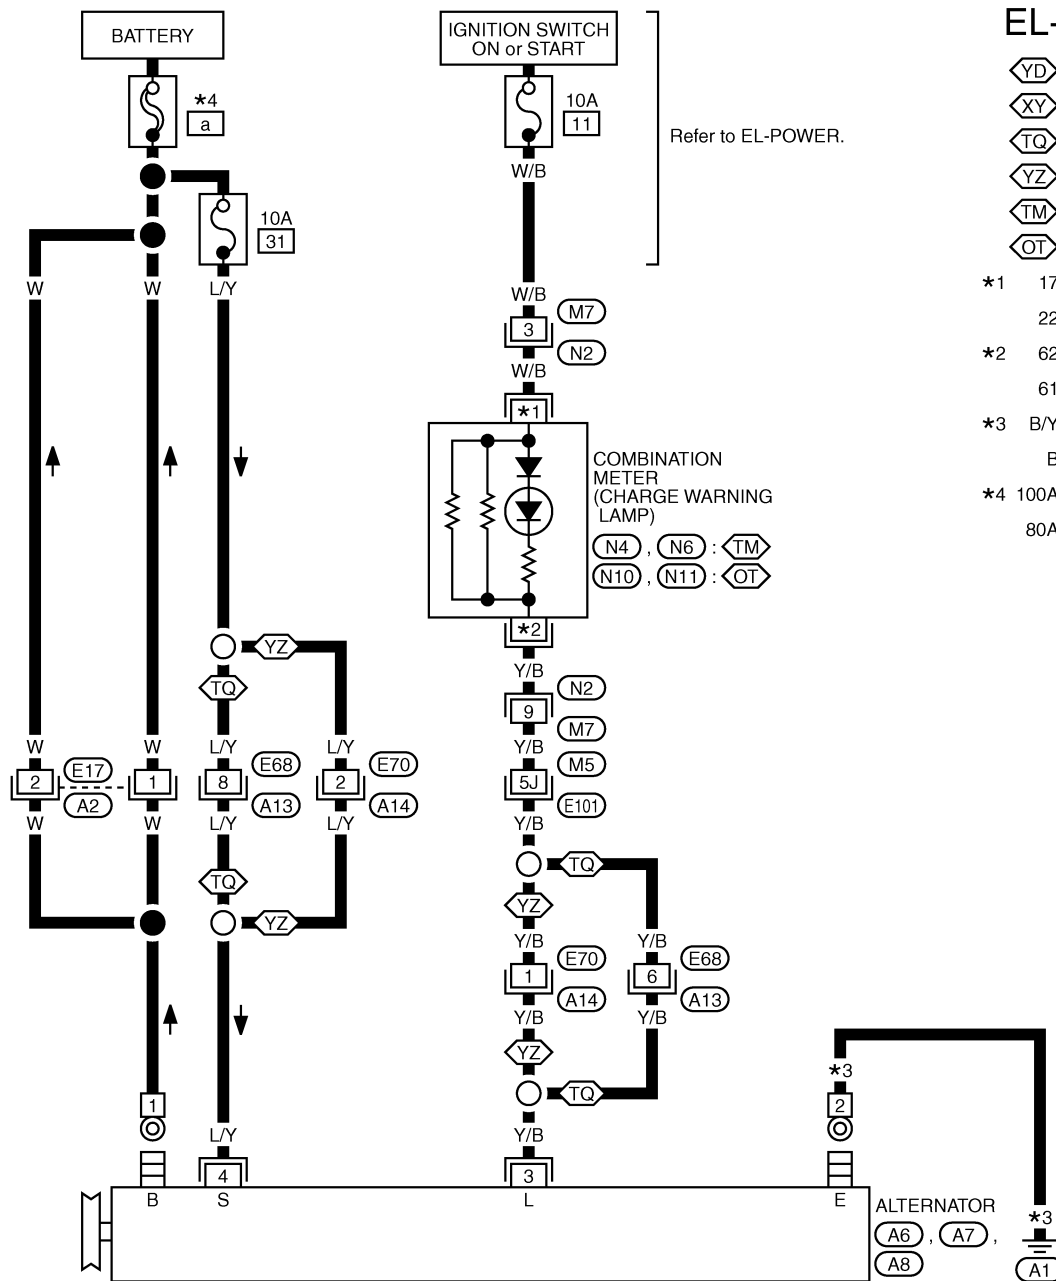 EL-
BATTERY
IGNITION SWITCH
ON or START
YD
XY
TQ
YZ
TM
OT
*4
a
10A
11
Refer to EL-POWER.
W/B
10A
31
W
W
L/Y
W/B
M7
3
N2
W/B
*1
*1 17
22
*2 62
61
*3 B/Y
B
*4 100A
80A
COMBINATION
METER
(CHARGE WARNING
LAMP)
N4 , N6 : TM
N10 , N11 : OT
*2
YZ
Y/B
TQ
N2
9
M7
W
W
L/Y
L/Y
Y/B
E17
E68
E70
M5
2
1
8
2
5J
A2
A13
A14
E101
W
W
L/Y
L/Y
Y/B
TQ
TQ
YZ
YZ
Y/B
Y/B
E70
E68
1
6
A14
A13
Y/B
Y/B
YZ
TQ
*3
1
2
L/Y
Y/B
4
3
B
S
L
E
ALTERNATOR
A6 , A7 ,
A8
*3
A1